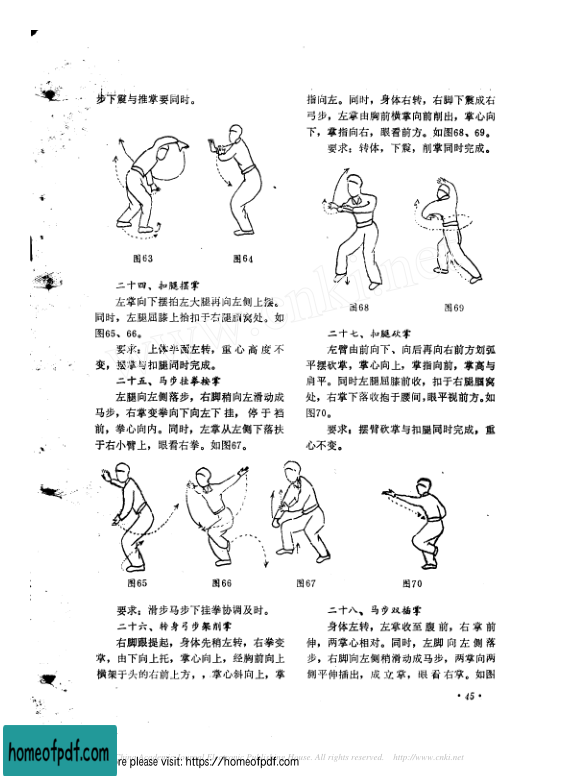 步下震与推掌要同时。
图63 图64
二十四、扣腿摆掌
左掌向下摆拍左大腿再向左侧上摆。
同时，左腿屈膝上抬扣于右腿腘窝处。如
图65、66。
要求：上体半面左转，重心高度不
变，摆掌与扣腿同时完成。
二十五、马步挂拳按掌
左腿向左侧落步，右脚稍向左滑动成
马步，右掌变拳向下向左下挂，停于裆
前，拳心向内。同时，左掌从左侧下落扶
于右小臂上，眼看右拳。如图67。
图65 图66 图67
要求：滑步马步下挂拳协调及时。
二十六、转身弓步架削掌
右脚跟提起，身体先稍左转，右拳变
掌，由下向上托，掌心向上，经胸前向上
横架于头的右前上方，，掌心斜向上，掌
指向左。同时，身体右转，右脚下震成右
弓步，左掌由胸前横掌向前削出，掌心向
下，掌指向右，眼看前方。如图68、69。
要求：转体，下震，削掌同时完成。
图68 图69
二十七、扣腿砍掌
左臂由前向下、向后再向右前方划弧
平摆砍掌，掌心向上，掌指向前，掌高与
肩平。同时左腿屈膝前收，扣于右腿腘窝
处，右掌下落收抱于腰间，眼平视前方。如
图70。
要求：摆臂砍掌与扣腿同时完成，重
心不变。
图70
二十八、马步双插掌
身体左转，左掌收至腹前，右掌前
伸，两掌心相对。同时，左脚向左侧落
步，右脚向左侧稍滑动成马步，两掌向两
侧平伸插出，成立掌，眼看右掌。如图
·45·
House. All rights reserved. http://www.cnki.net
homeofpdf.com
re please visit: https://homeofpdf.com